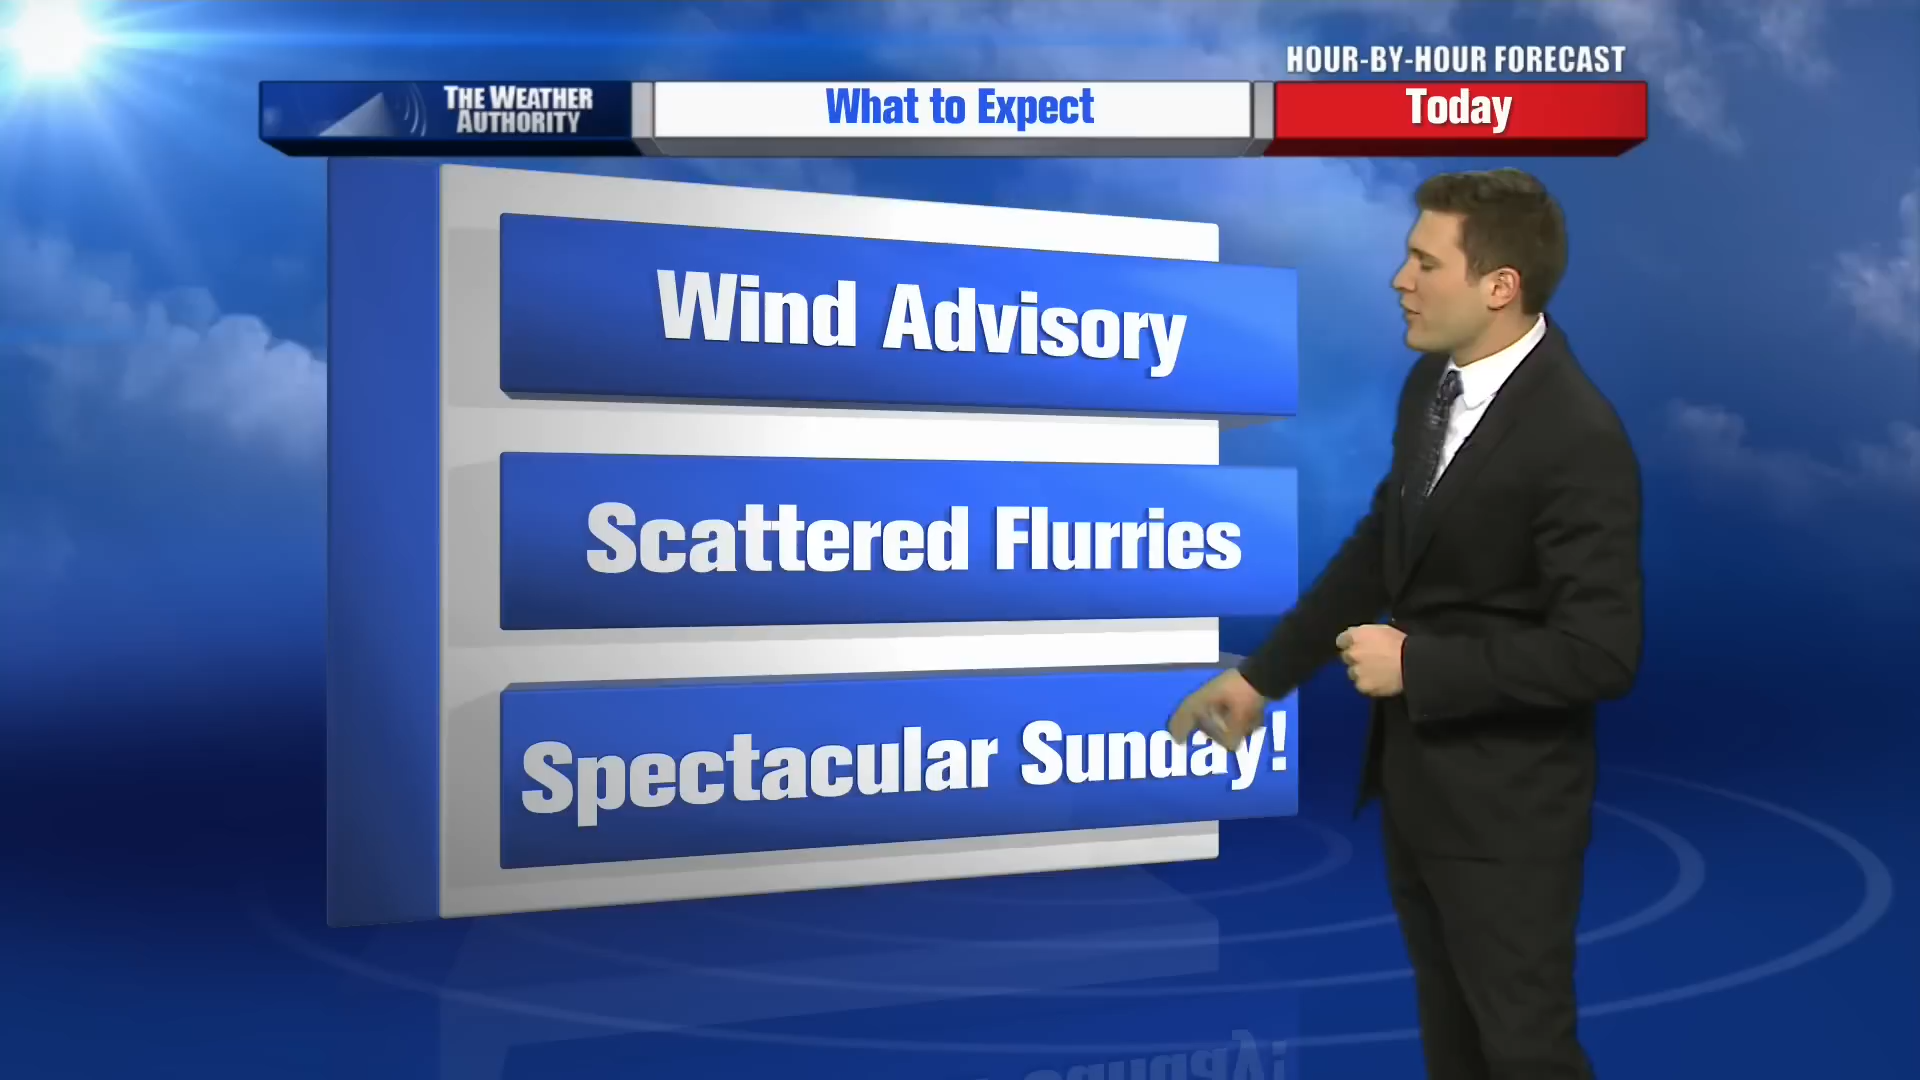 HOUR-BY-HOUR FORECAST
THE WEATHER
AUTHORITY
What to Expect
Today
Wind Advisory
Scattered Flurries
Spectacular Sunday!